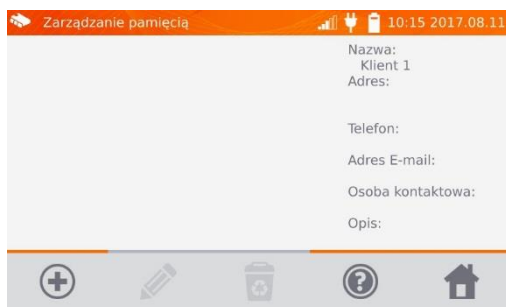 Zarządzanie pamięcią
10:15 2017.08.11
Nazwa:
Klient 1
Adres:
Telefon:
Adres E-mail:
Osoba kontaktowa:
Opis: